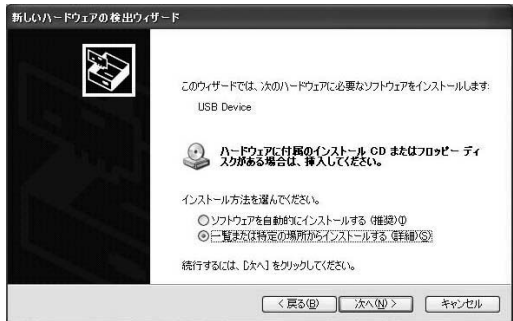 新しいハードウェアの検出ウィザード
このウィザードでは、次のハードウェアに必要なソフトウェアをインストールします:
USB Device
ハードウェアに付属のインストール CD またはフロッピー ディ
スクがある場合は、挿入してください。
インストール方法を選んでください。
ソフトウェアを自動的にインストールする (推奨)(I)
一覧または特定の場所からインストールする (詳細)(S)
続行するには、[次へ] をクリックしてください。
< 戻る(B) 次へ(N) > キャンセル